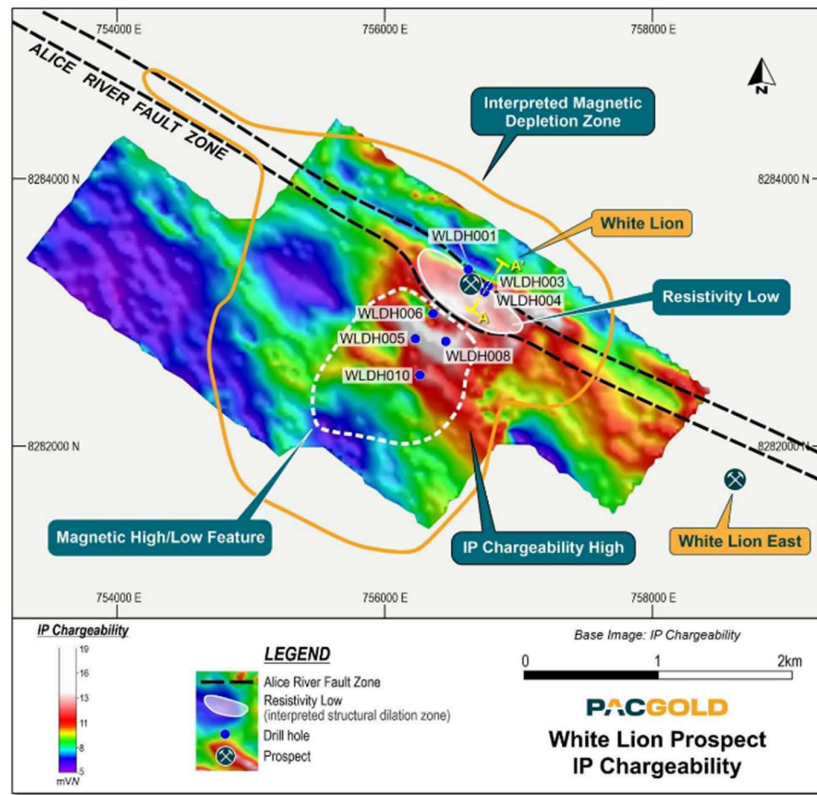 754000 E
756000 E
758000 E
ALICE RIVER FAULT ZONE
N
Interpreted Magnetic
Depletion Zone
8284000 N
8284000 N
White Lion
WLDH001
A'
WLDH003
WLDH004
Resistivity Low
A
WLDH006
WLDH005
WLDH008
WLDH010
8282000 N
8282000 N
Magnetic High/Low Feature
IP Chargeability High
White Lion East
754000 E
756000 E
758000 E
IP Chargeability
19
16
13
11
8
5
mV/V
LEGEND
Alice River Fault Zone
Resistivity Low
(interpreted structural dilation zone)
Drill hole
Prospect
Base Image: IP Chargeability
0
1
2km
PACGOLD
White Lion Prospect
IP Chargeability